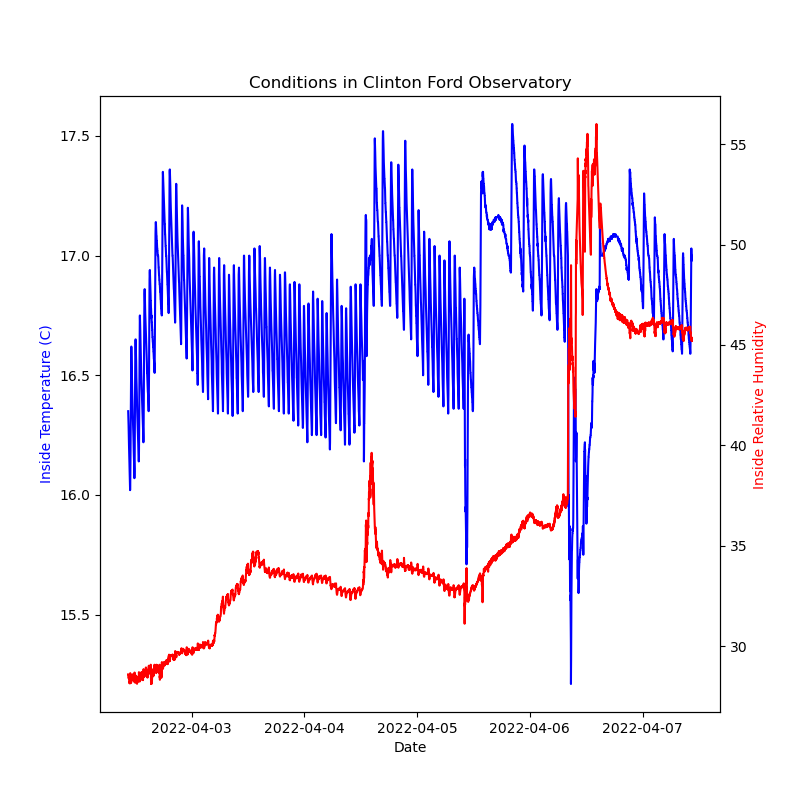 Conditions in Clinton Ford Observatory
17.5
17.0
16.5
16.0
15.5
Inside Temperature (C)
55
50
45
40
35
30
Inside Relative Humidity
2022-04-03 2022-04-04 2022-04-05 2022-04-06 2022-04-07
Date